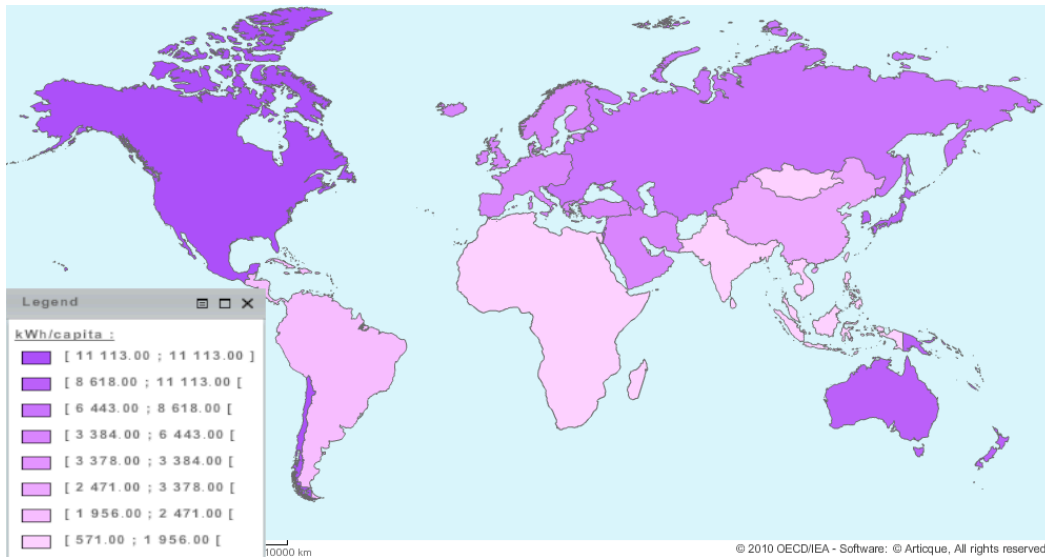 Legend
kWh/capita :
[ 11 113.00 ; 11 113.00 ]
[ 8 618.00 ; 11 113.00 [
[ 6 443.00 ; 8 618.00 [
[ 3 384.00 ; 6 443.00 [
[ 3 378.00 ; 3 384.00 [
[ 2 471.00 ; 3 378.00 [
[ 1 956.00 ; 2 471.00 [
[ 571.00 ; 1 956.00 [
10000 km
© 2010 OECD/IEA - Software: © Articque, All rights reserved